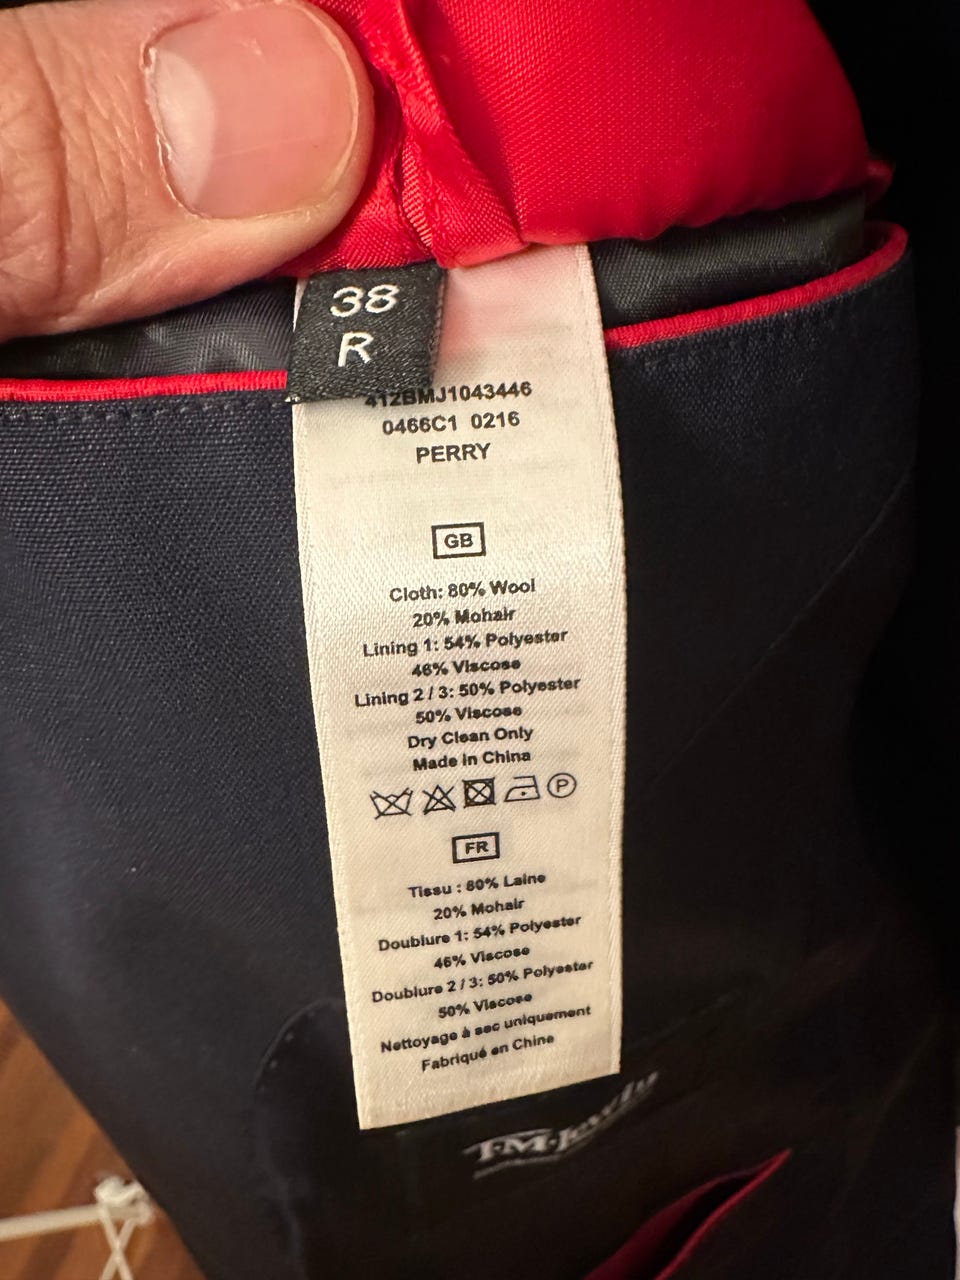 38
R
412BMJ1043446
0466C1 0216
PERRY
GB
Cloth: 80% Wool
20% Mohair
Lining 1: 54% Polyester
46% Viscose
Lining 2 / 3: 50% Polyester
50% Viscose
Dry Clean Only
Made in China
P
FR
Tissu : 80% Laine
20% Mohair
Doublure 1: 54% Polyester
46% Viscose
Doublure 2 / 3: 50% Polyester
50% Viscose
Nettoyage à sec uniquement
Fabriqué en Chine
T·M·Lewin